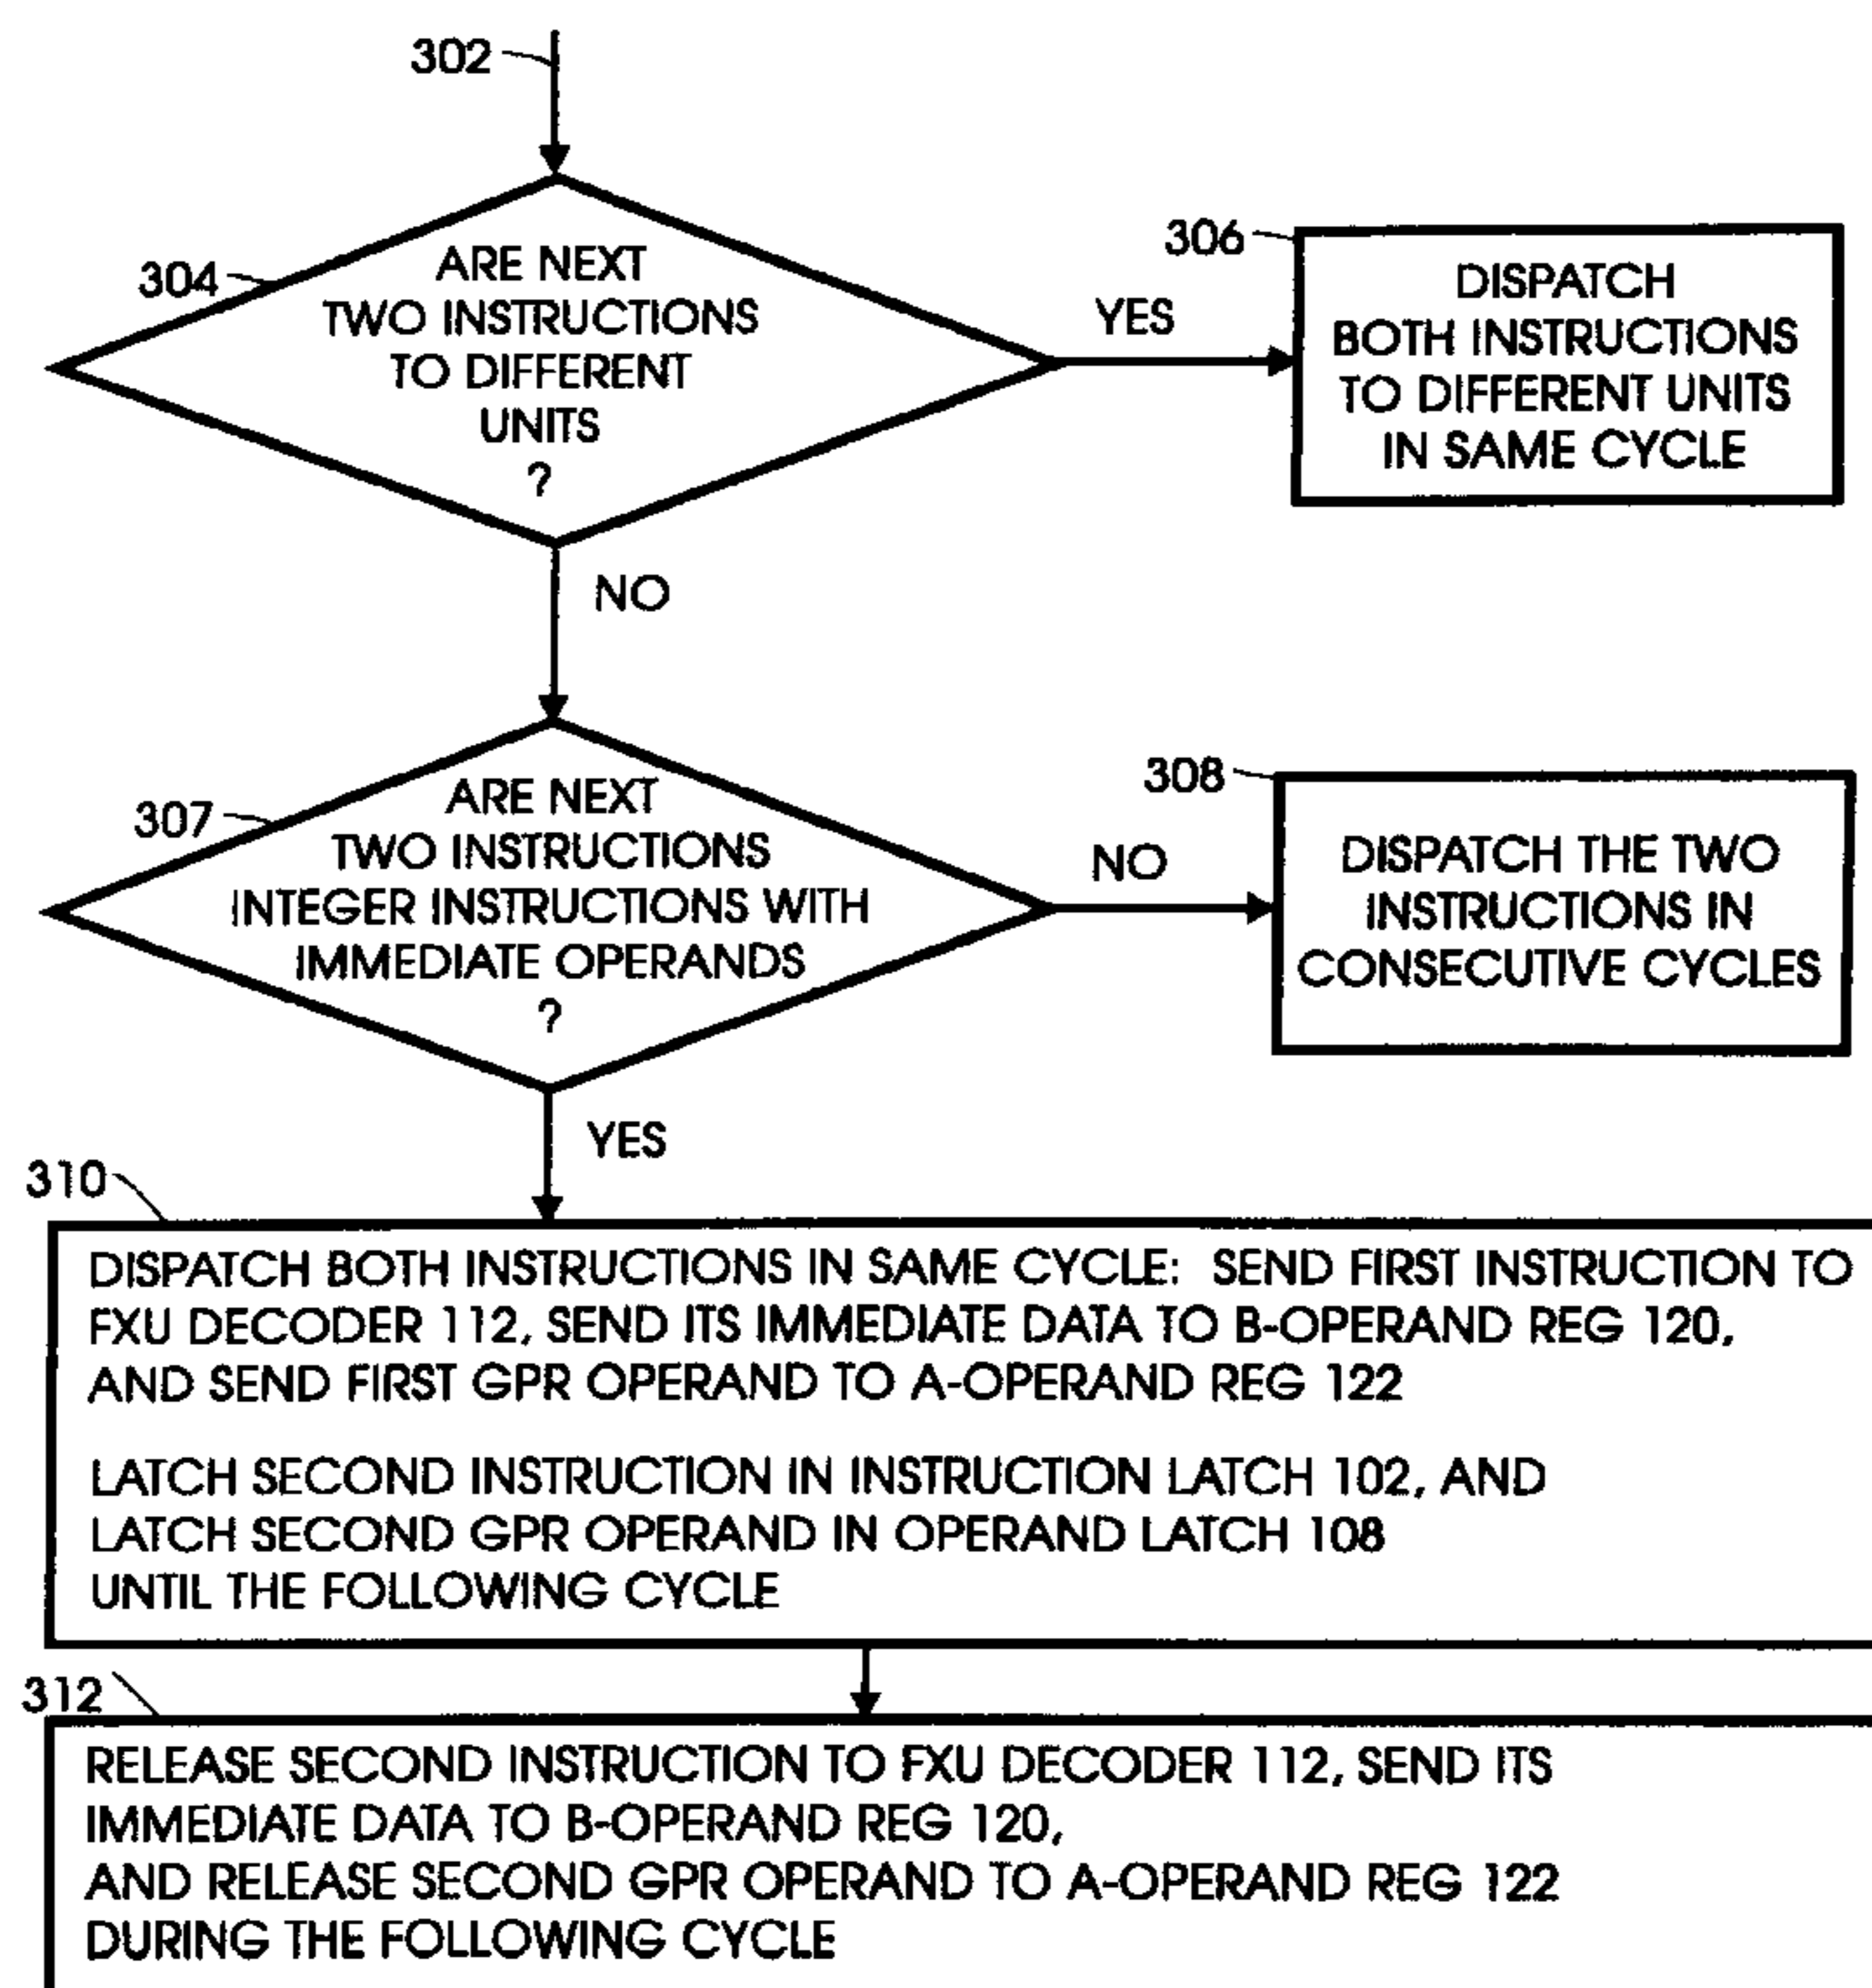 302
304
ARE NEXT
TWO INSTRUCTIONS
TO DIFFERENT
UNITS
?
YES
306
DISPATCH
BOTH INSTRUCTIONS
TO DIFFERENT UNITS
IN SAME CYCLE
NO
307
ARE NEXT
TWO INSTRUCTIONS
INTEGER INSTRUCTIONS WITH
IMMEDIATE OPERANDS
?
NO
308
DISPATCH THE TWO
INSTRUCTIONS IN
CONSECUTIVE CYCLES
YES
310
DISPATCH BOTH INSTRUCTIONS IN SAME CYCLE: SEND FIRST INSTRUCTION TO
FXU DECODER 112, SEND ITS IMMEDIATE DATA TO B-OPERAND REG 120,
AND SEND FIRST GPR OPERAND TO A-OPERAND REG 122
LATCH SECOND INSTRUCTION IN INSTRUCTION LATCH 102, AND
LATCH SECOND GPR OPERAND IN OPERAND LATCH 108
UNTIL THE FOLLOWING CYCLE
312
RELEASE SECOND INSTRUCTION TO FXU DECODER 112, SEND ITS
IMMEDIATE DATA TO B-OPERAND REG 120,
AND RELEASE SECOND GPR OPERAND TO A-OPERAND REG 122
DURING THE FOLLOWING CYCLE